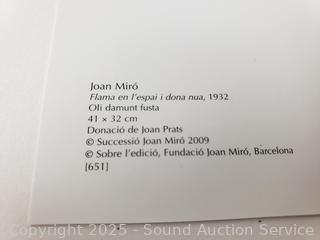 Joan Miró
Flama en l'espai i dona nua, 1932
Oli damunt fusta
41 × 32 cm
Donació de Joan Prats
© Successió Joan Miró 2009
© Sobre l'edició, Fundació Joan Miró, Barcelona
[651]
Copyright 2025 - Sound Auction Service